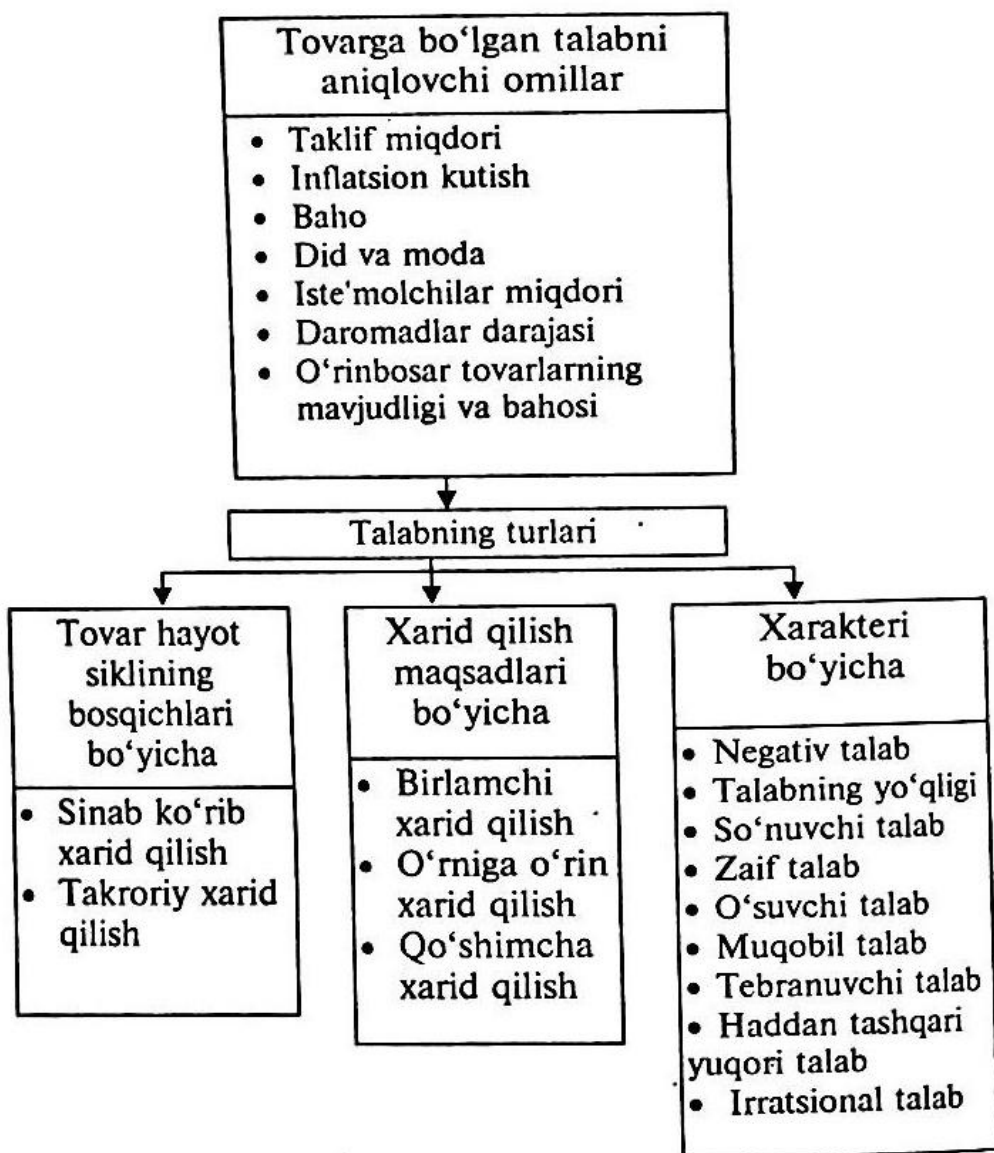 Tovarga bo‘lgan talabni
aniqlovchi omillar
• Taklif miqdori
• Inflatsion kutish
• Baho
• Did va moda
• Iste'molchilar miqdori
• Daromadlar darajasi
• O‘rinbosar tovarlarning
mavjudligi va bahosi
Talabning turlari
Tovar hayot
siklining
bosqichlari
bo‘yicha
• Sinab ko‘rib
xarid qilish
• Takroriy xarid
qilish
Xarid qilish
maqsadlari
bo‘yicha
• Birlamchi
xarid qilish
• O‘rniga o‘rin
xarid qilish
• Qo‘shimcha
xarid qilish
Xarakteri
bo‘yicha
• Negativ talab
• Talabning yo‘qligi
• So‘nuvchi talab
• Zaif talab
• O‘suvchi talab
• Muqobil talab
• Tebranuvchi talab
• Haddan tashqari
yuqori talab
• Irratsional talab